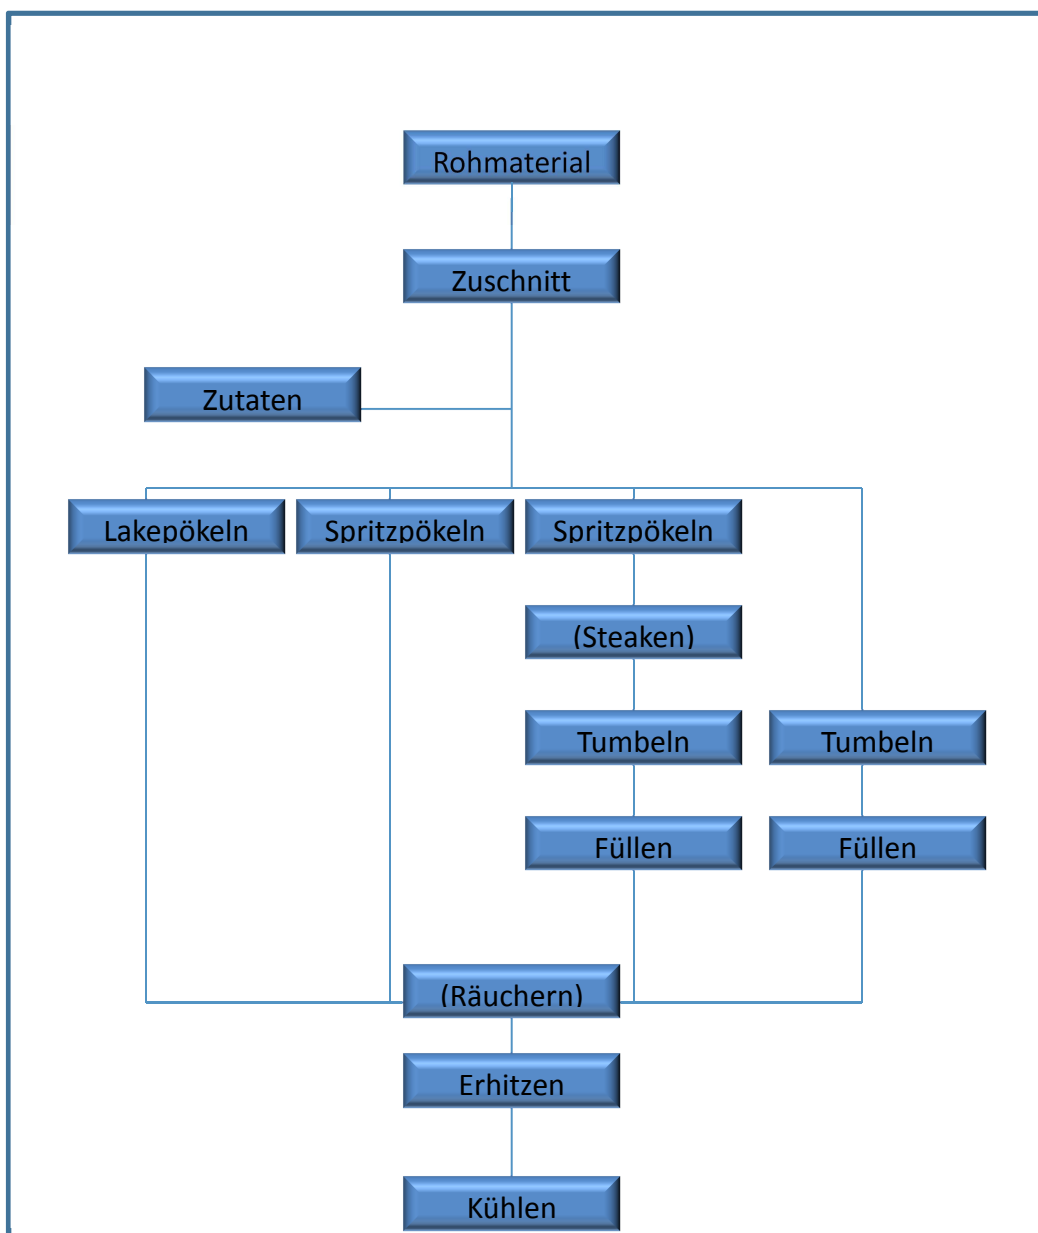 Rohmaterial
Zuschnitt
Zutaten
Lakepökeln
Spritzpökeln
Spritzpökeln
(Steaken)
Tumbeln
Tumbeln
Füllen
Füllen
(Räuchern)
Erhitzen
Kühlen